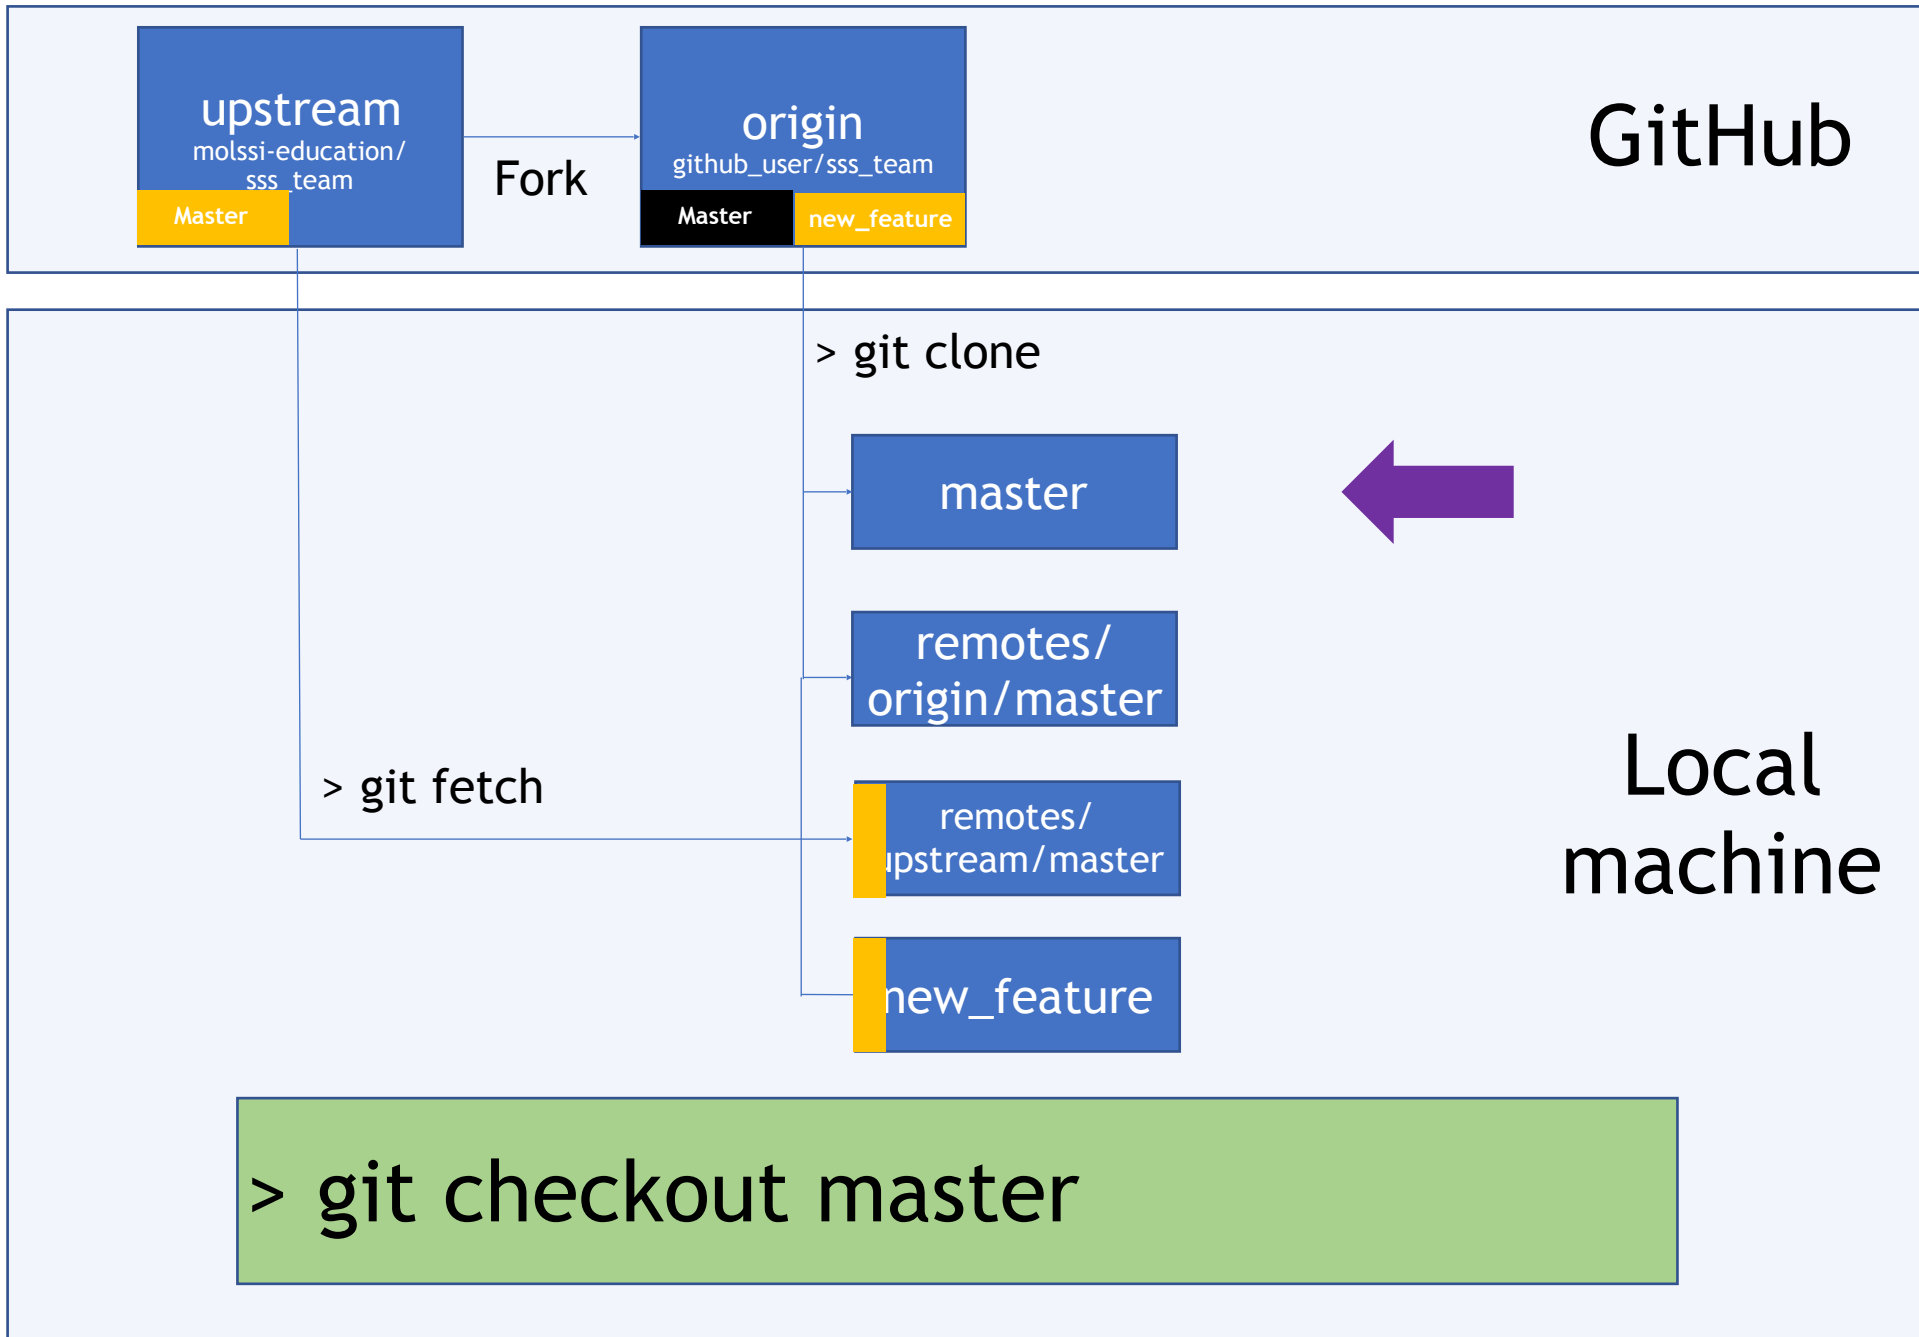 upstream
molssi-education/
sss_team
Master
Fork
origin
github_user/sss_team
Master
new_feature
GitHub
> git clone
master
remotes/
origin/master
> git fetch
remotes/
upstream/master
new_feature
Local
machine
> git checkout master